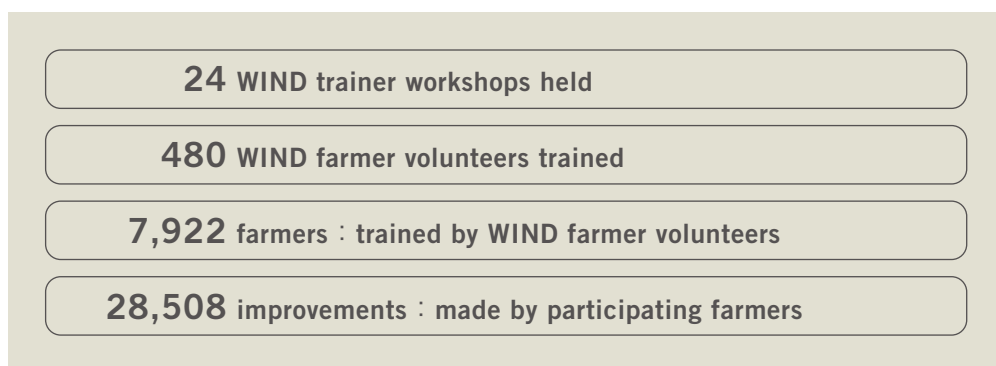 24 WIND trainer workshops held
480 WIND farmer volunteers trained
7,922 farmers : trained by WIND farmer volunteers
28,508 improvements : made by participating farmers